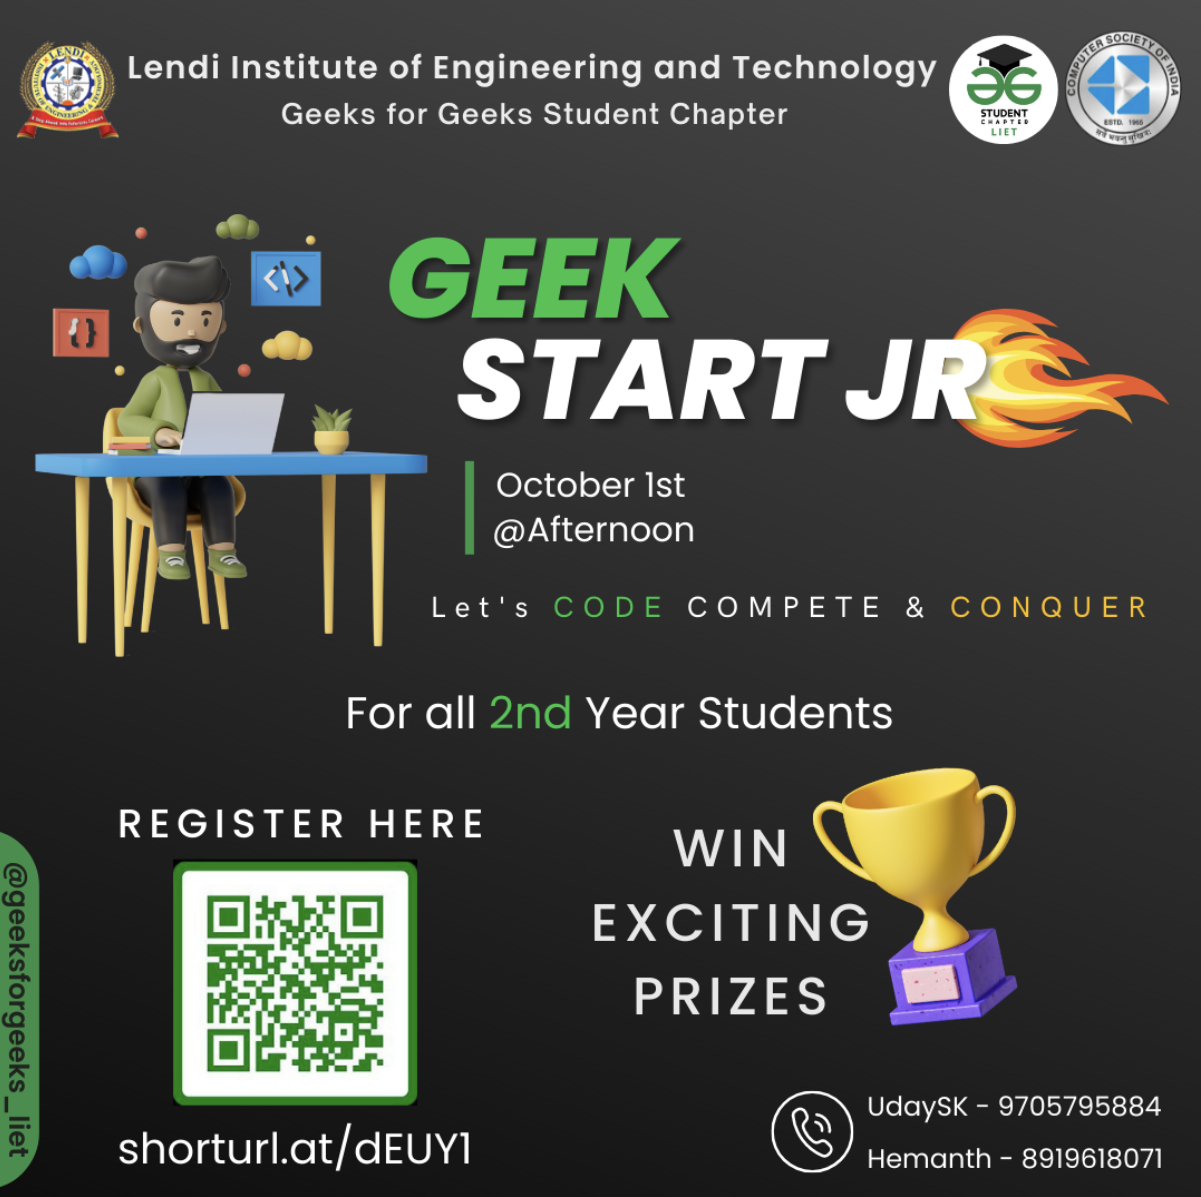 Lendi Institute of Engineering and Technology
Geeks for Geeks Student Chapter
LENDI
STUDENT
CHAPTER
LIET
COMPUTER SOCIETY OF INDIA
ESTD. 1965
GEEK
START JR
October 1st
@Afternoon
Let's CODE COMPETE & CONQUER
For all 2nd Year Students
REGISTER HERE
WIN
EXCITING
PRIZES
shorturl.at/dEUY1
@geeksforgeeks_liet
UdaySK - 9705795884
Hemanth - 8919618071